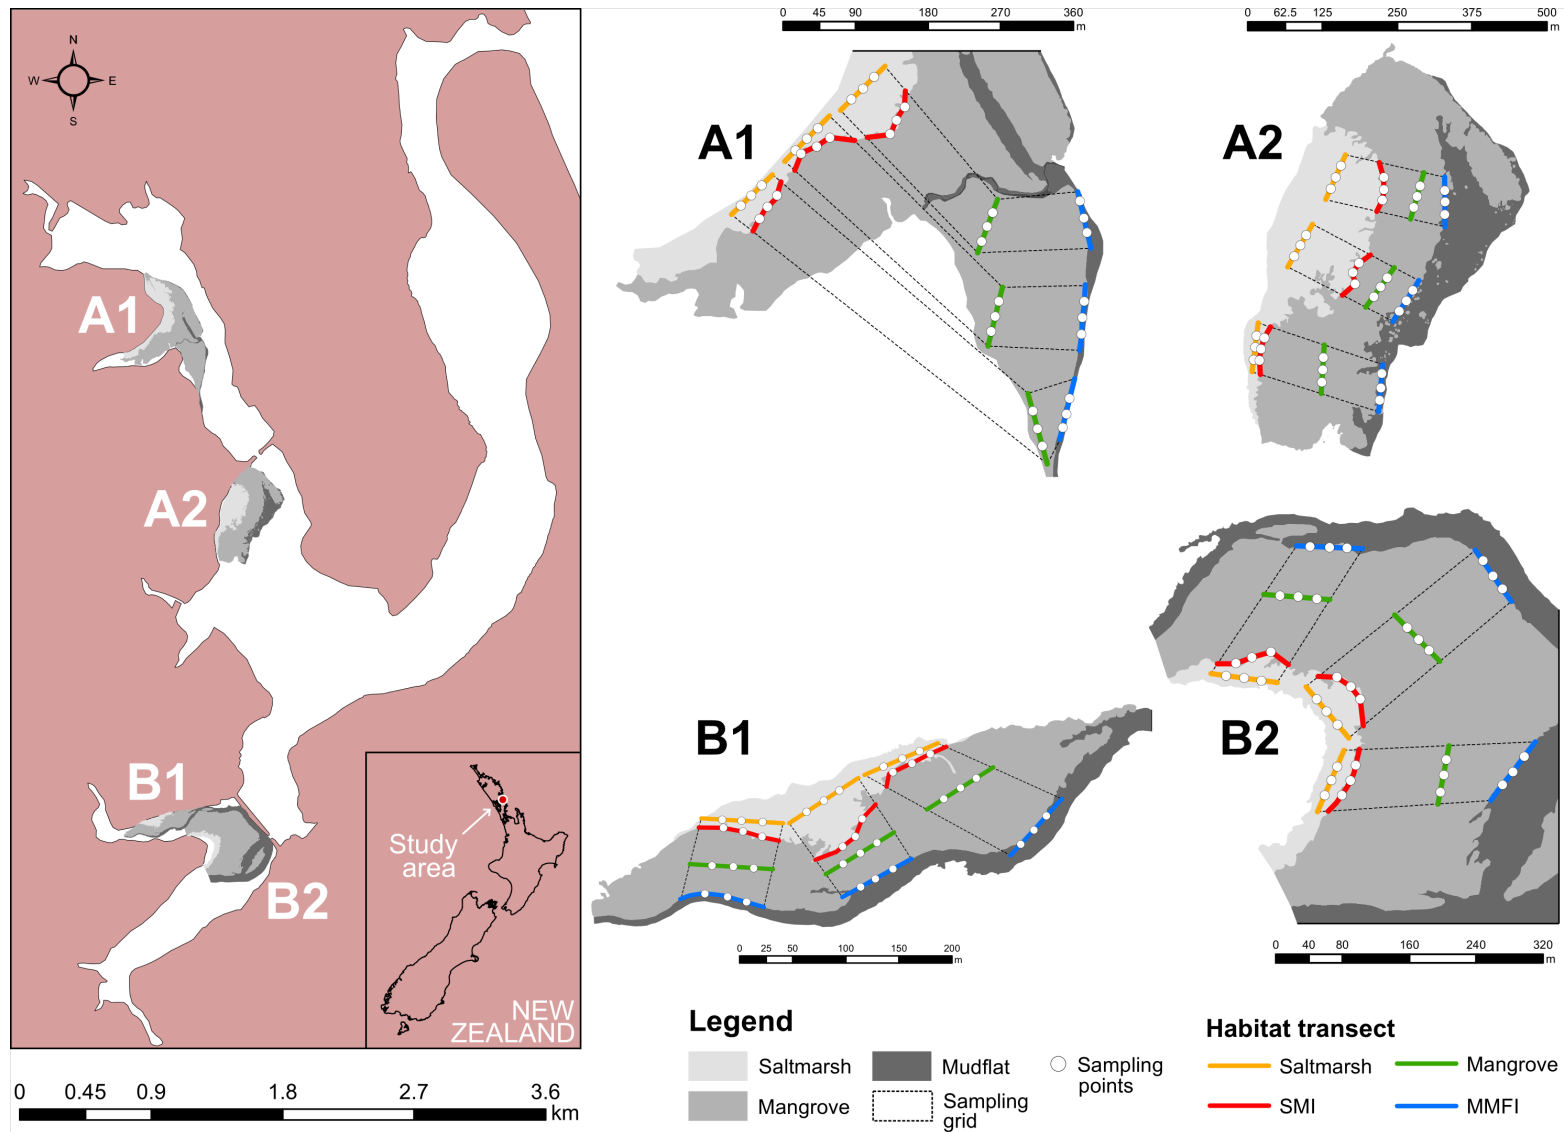 N
W E
S
A1
A2
B1
B2
Study
area
NEW
ZEALAND
0 0.45 0.9 1.8 2.7 3.6
km
0 45 90 180 270 360
m
A1
0 62.5 125 250 375 500
m
A2
B1
0 25 50 100 150 200
m
B2
0 40 80 160 240 320
m
Legend
Saltmarsh
Mangrove
Mudflat
Sampling
grid
Sampling
points
Habitat transect
Saltmarsh
SMI
Mangrove
MMFI